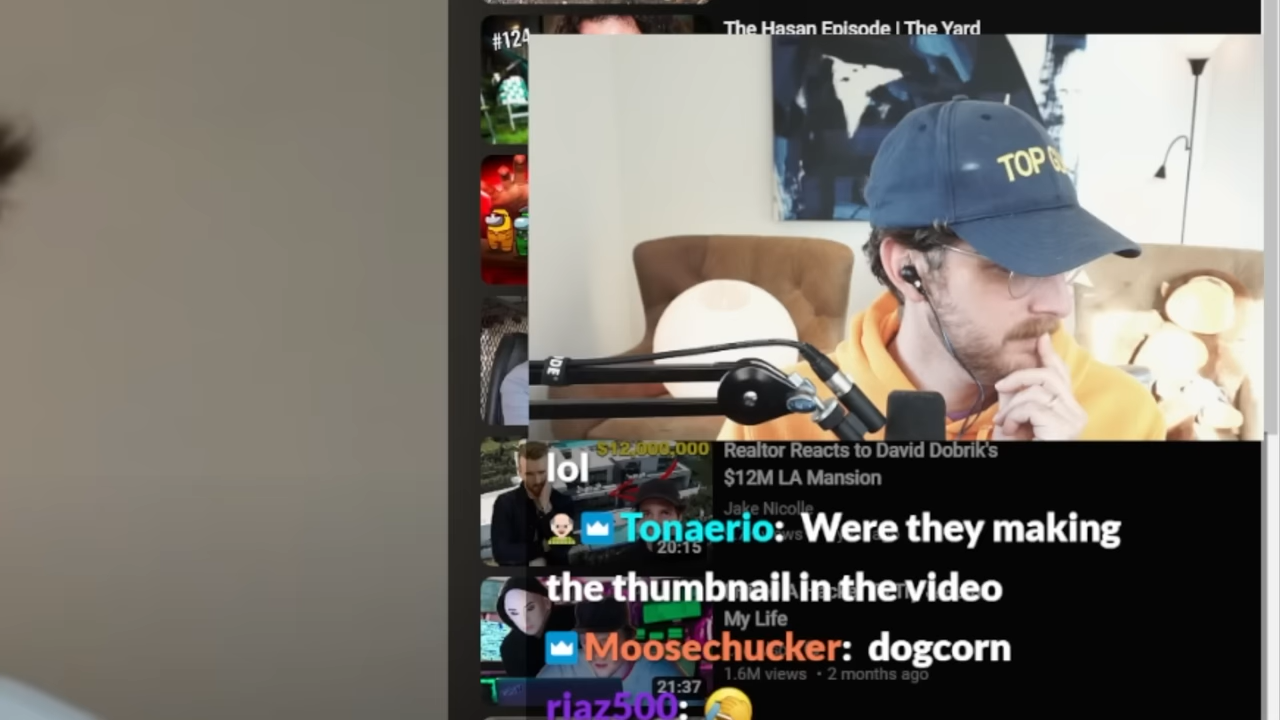 #124
The Hasan Episode | The Yard
TOP G
$12,000,000
Realtor Reacts to David Dobrik's
$12M LA Mansion
Jake Nicolle
20:15
lol
Tonaerio: Were they making
the thumbnail in the video
My Life
Moosechucker: dogcorn
1.6M views • 2 months ago
21:37
riaz500: